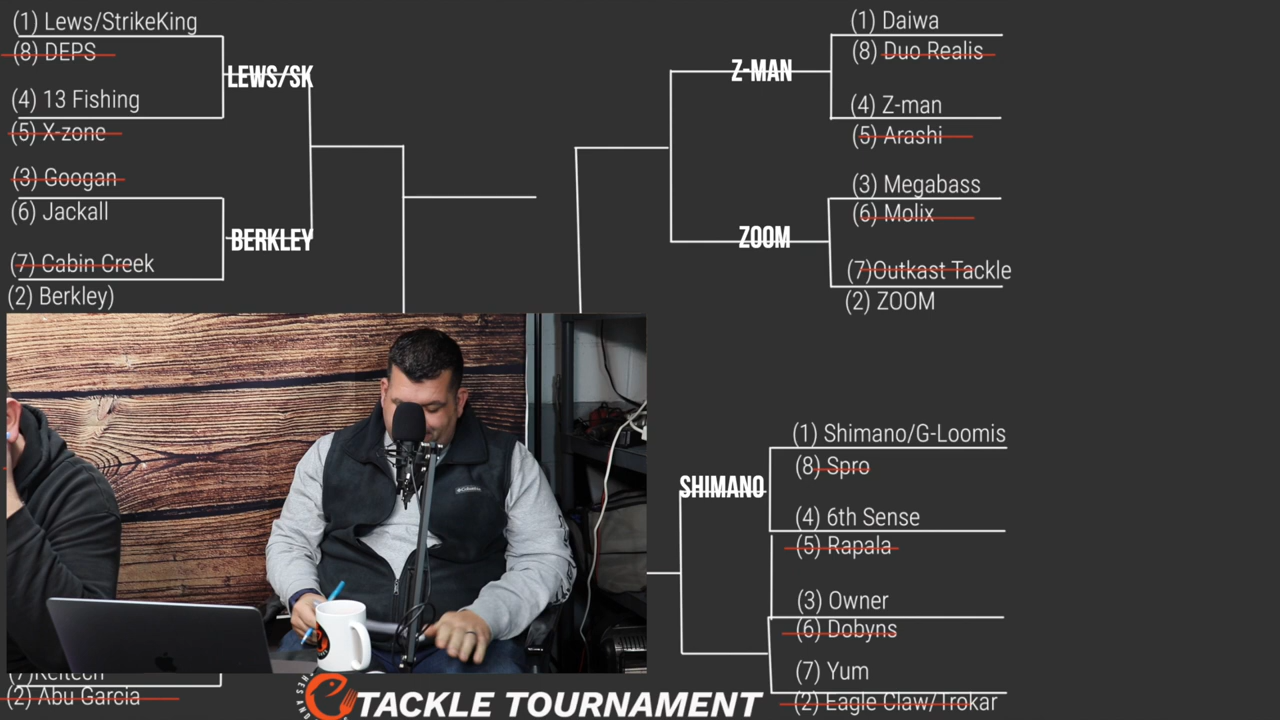 (1) Lews/StrikeKing
(8) DEPS
LEWS/SK
(4) 13 Fishing
(5) X-zone
(3) Googan
(6) Jackall
BERKLEY
(7) Cabin Creek
(2) Berkley)
(1) Daiwa
(8) Duo Realis
Z-MAN
(4) Z-man
(5) Arashi
(3) Megabass
(6) Molix
ZOOM
(7)Outkast Tackle
(2) ZOOM
(1) Shimano/G-Loomis
(8) Spro
SHIMANO
(4) 6th Sense
(5) Rapala
(3) Owner
(6) Dobyns
(7) Yum
(2) Eagle Claw/Trokar
Columbia
(7)Keitech
(2) Abu Garcia
TACKLE TOURNAMENT